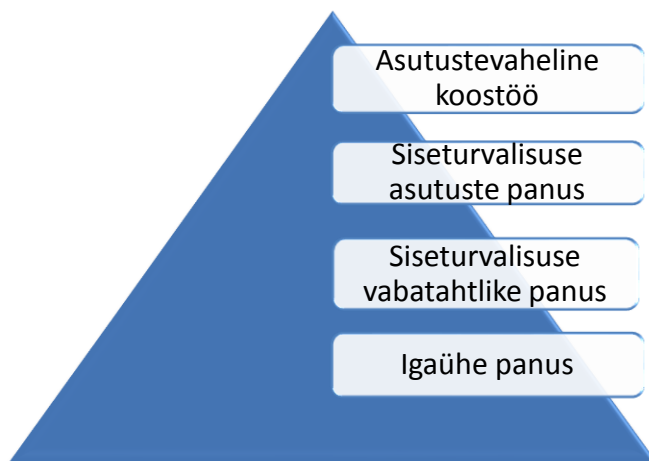 Asutustevaheline
koostöö
Siseturvalisuse
asutuste panus
Siseturvalisuse
vabatahtlike panus
Igaühe panus